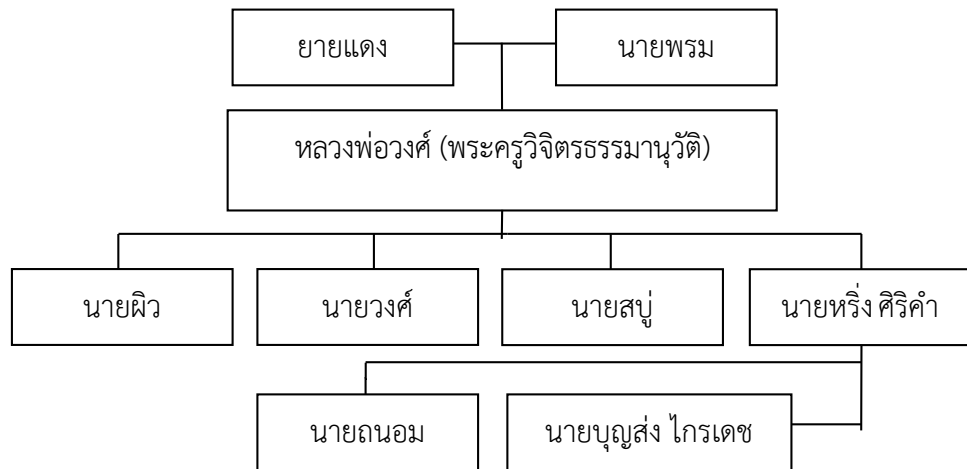 ยายแดง
นายพรม
หลวงพ่อวงศ์ (พระครูวิจิตรธรรมานุวัติ)
นายผิว
นายวงศ์
นายสบู่
นายหริ่ง ศิริคำ
นายถนอม
นายบุญส่ง ไกรเดช